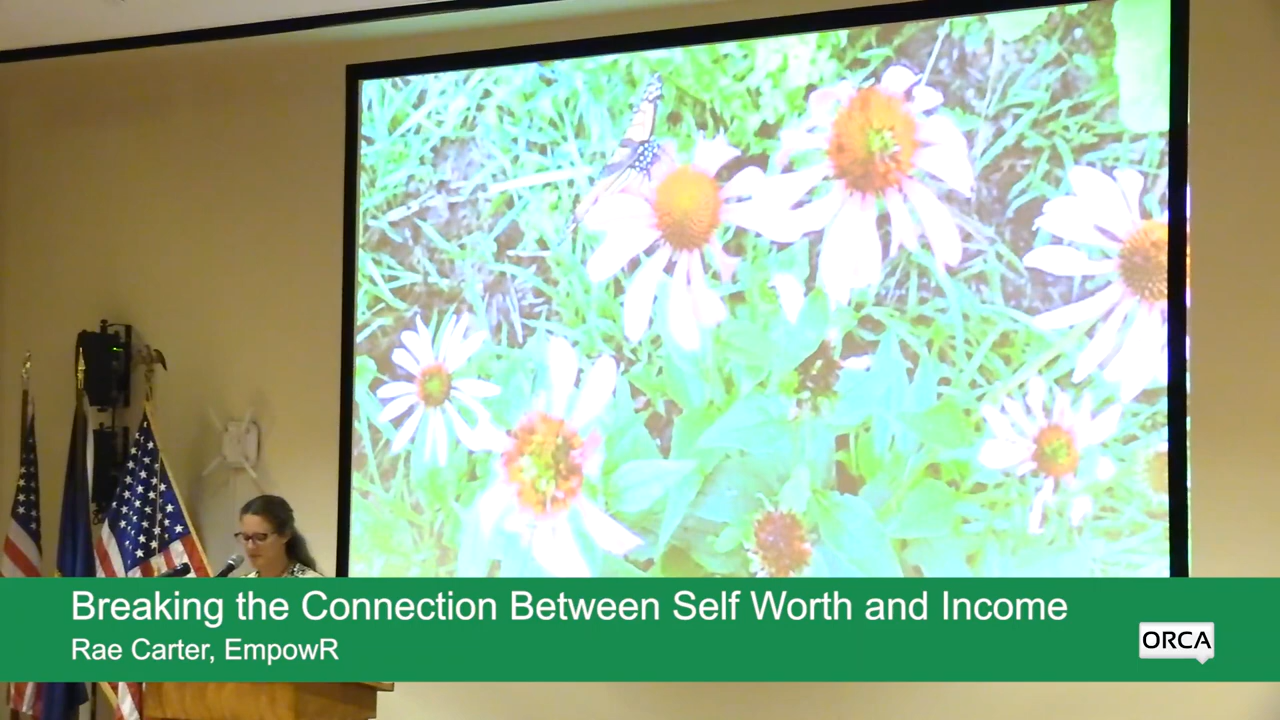 Breaking the Connection Between Self Worth and Income
Rae Carter, EmpowR
ORCA